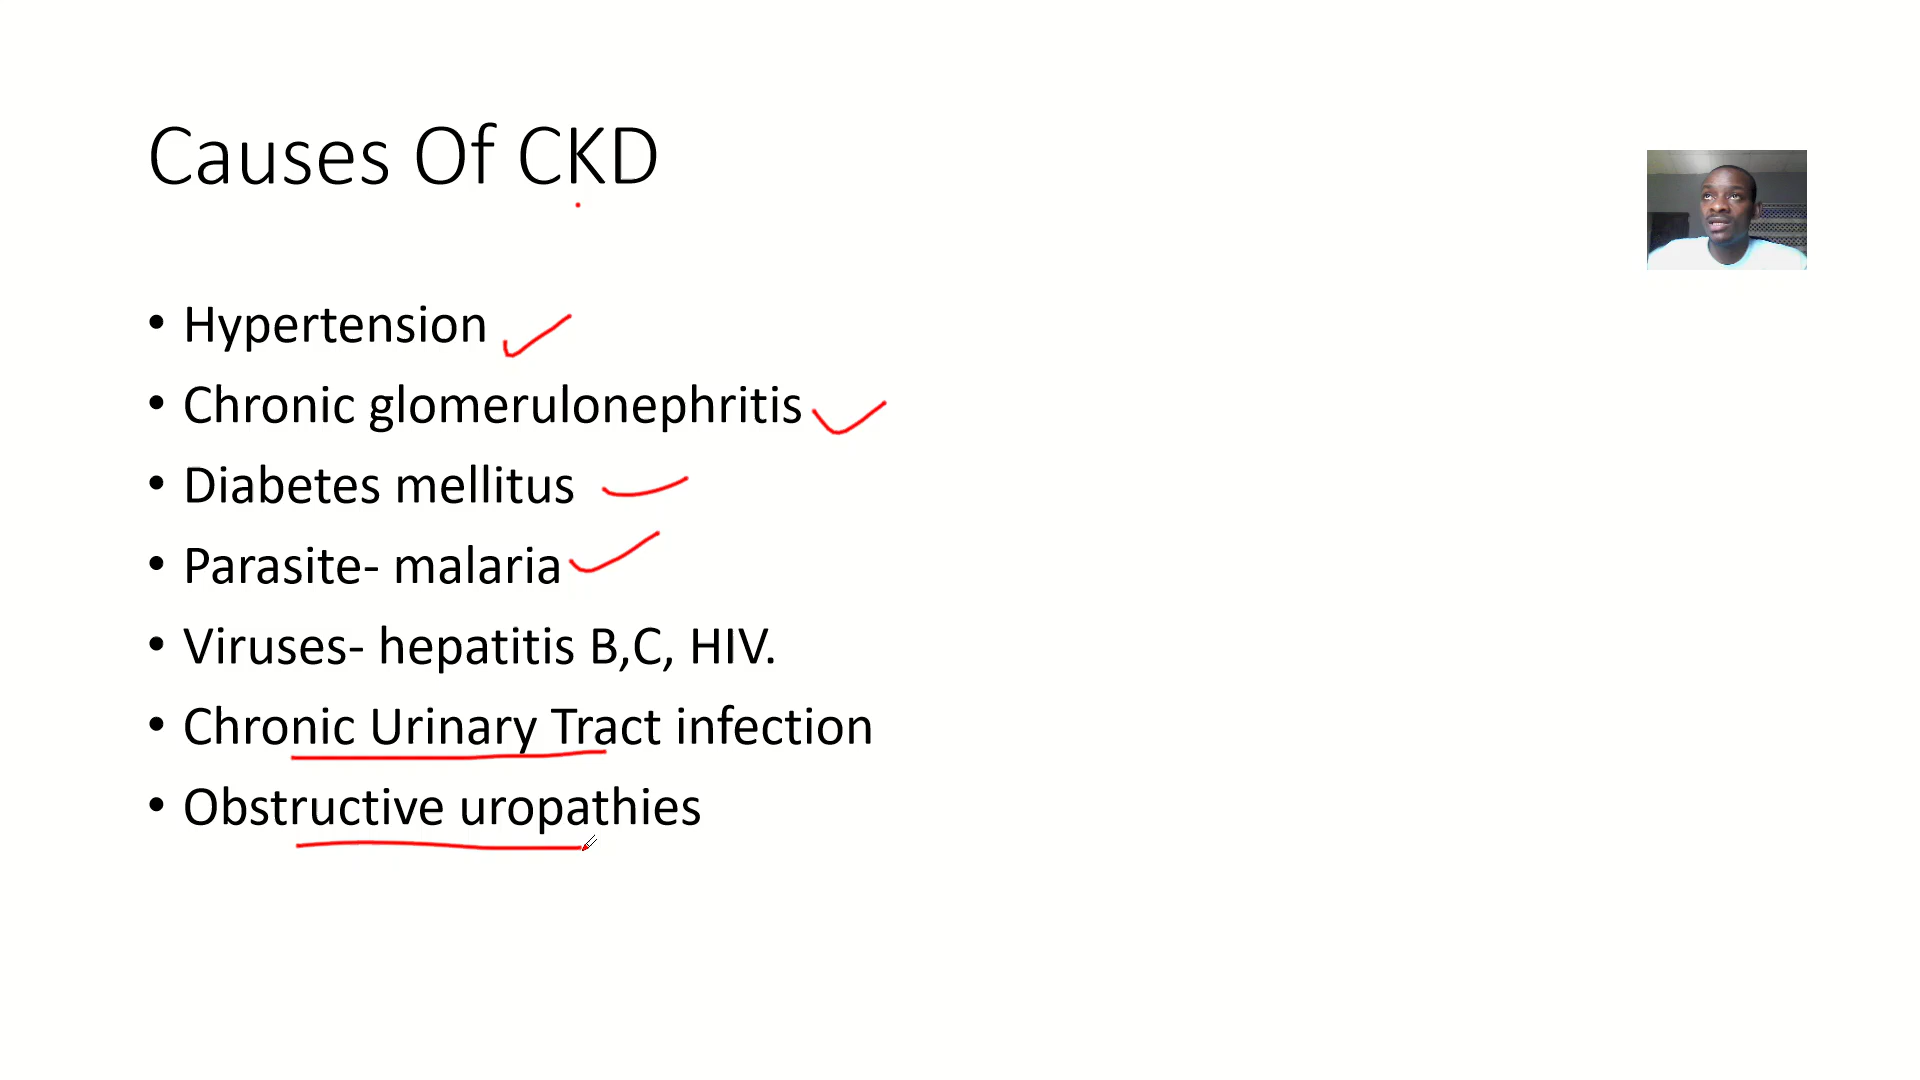 Causes Of CKD
• Hypertension
• Chronic glomerulonephritis
• Diabetes mellitus
• Parasite- malaria
• Viruses- hepatitis B,C, HIV.
• Chronic Urinary Tract infection
• Obstructive uropathies